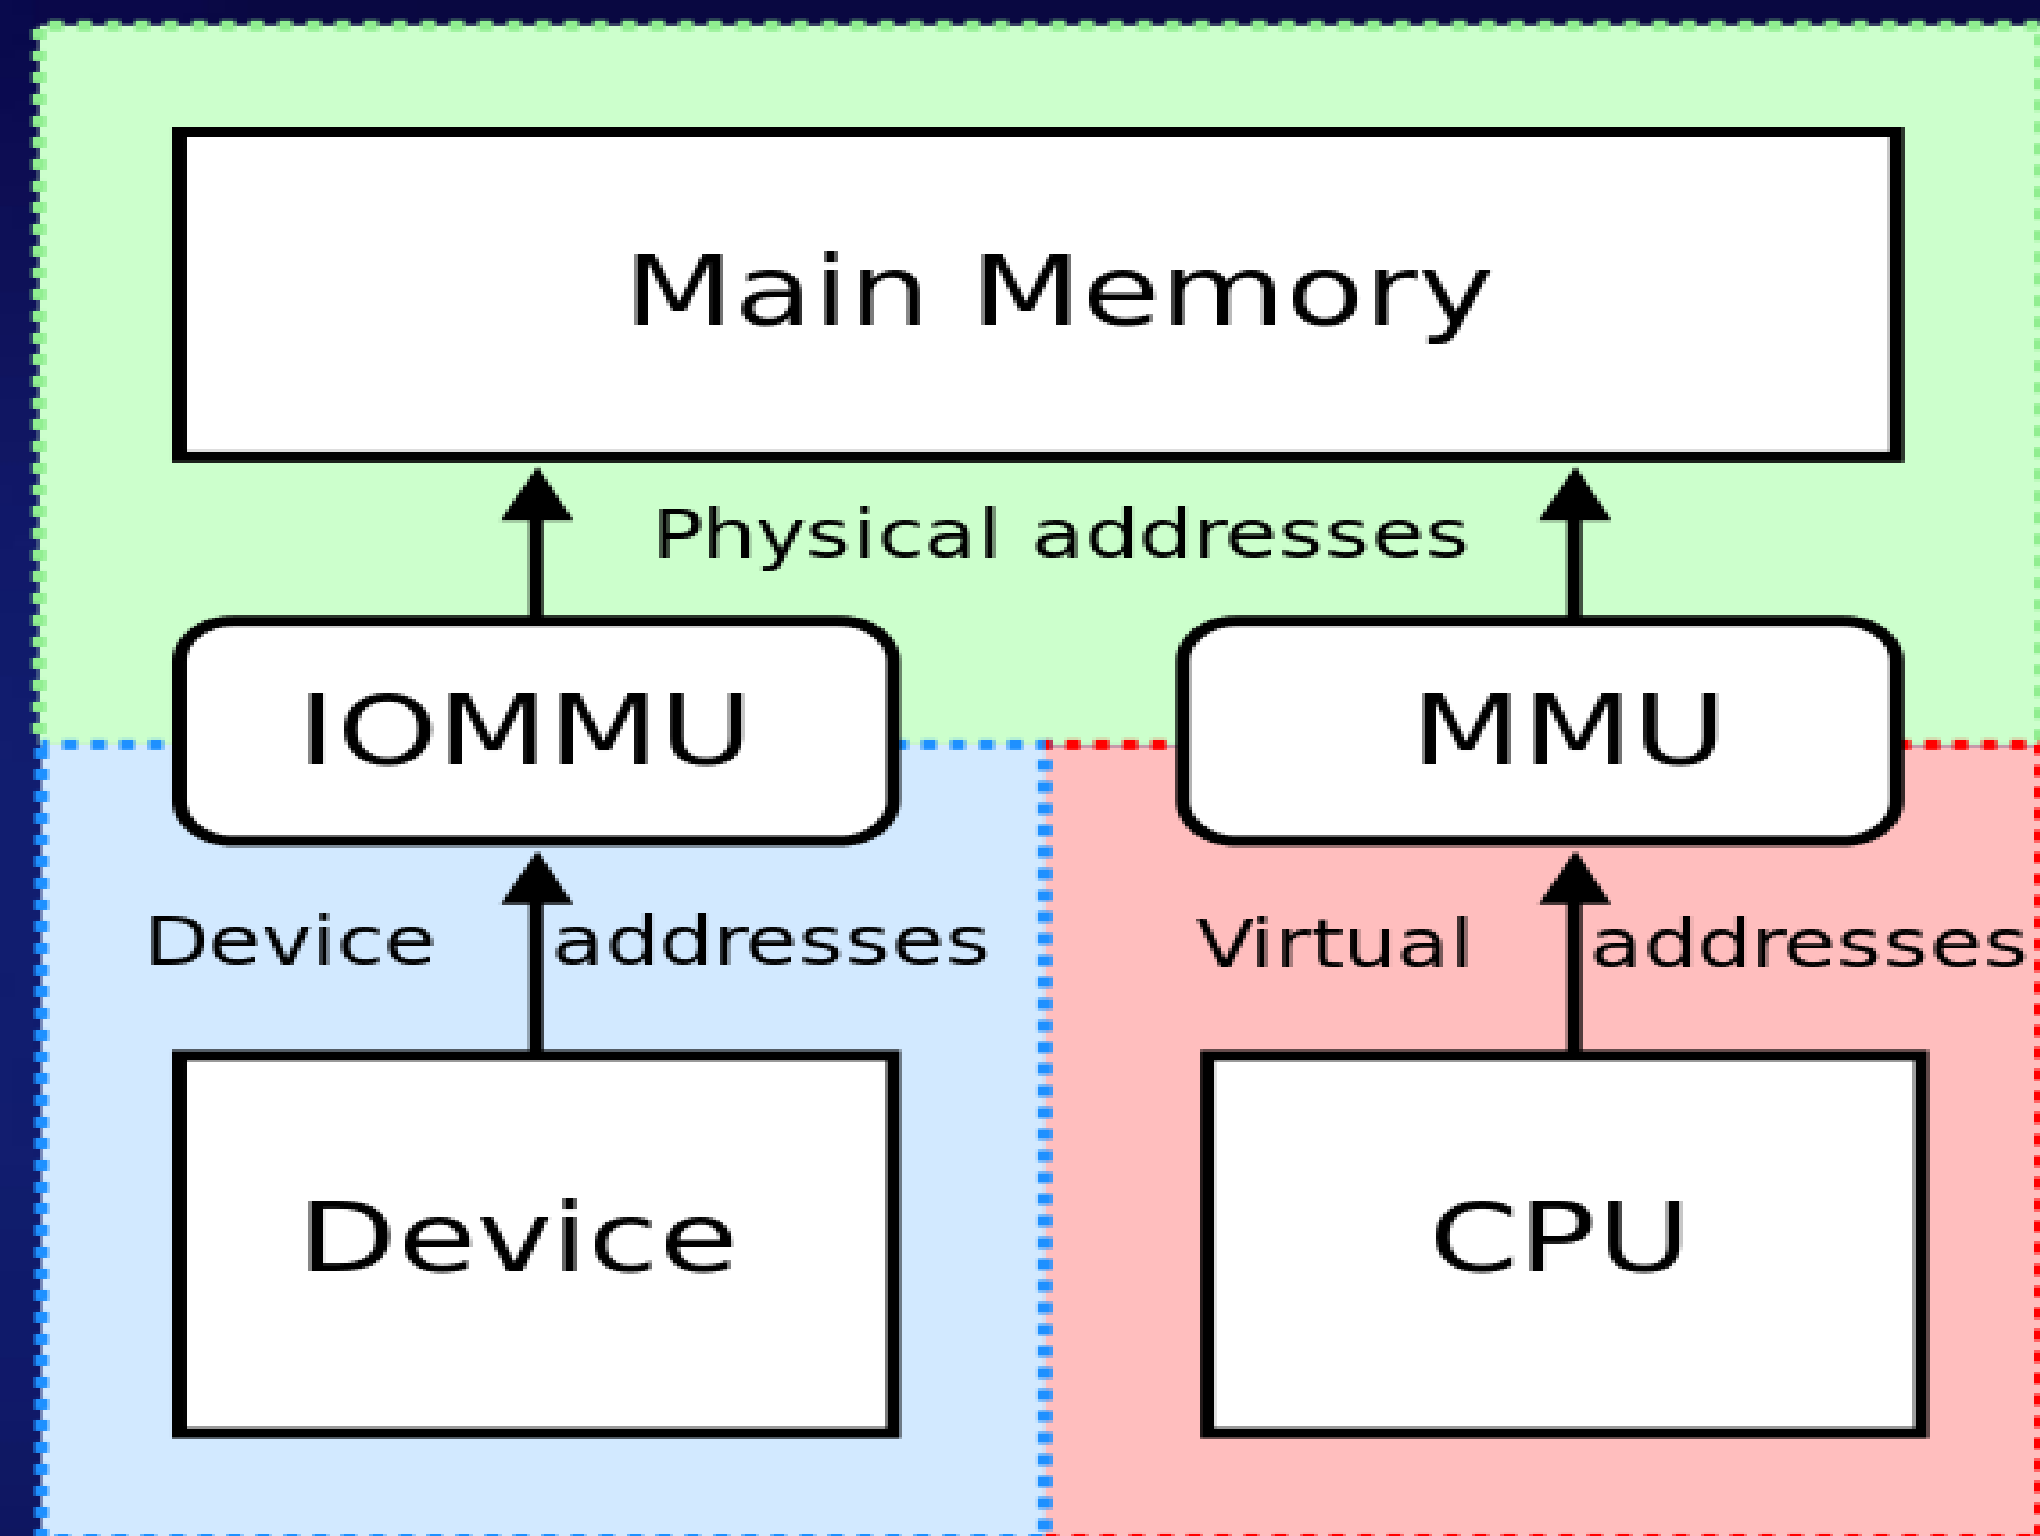 Main Memory
Physical addresses
IOMMU
MMU
Device addresses
Virtual addresses
Device
CPU